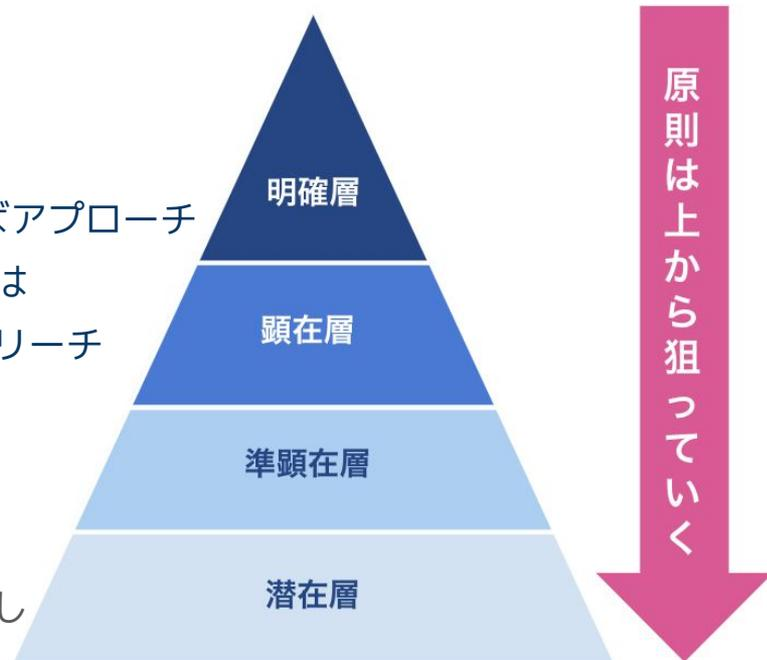 明確層
ズアプローチ
は
リーチ
顕在層
準顕在層
潜在層
し
原則は上から狙っていく